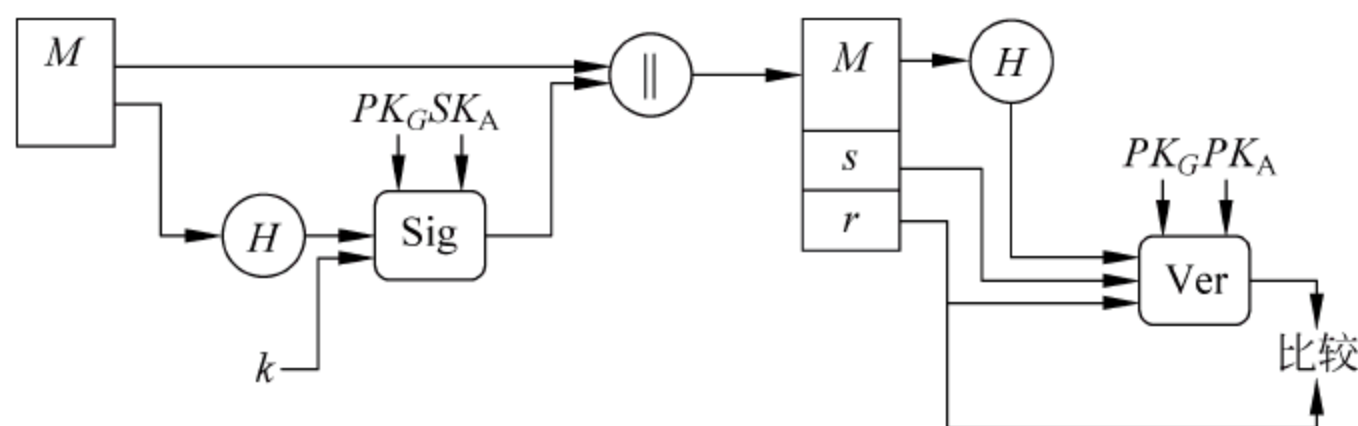 M
||
M
H
PK_G SK_A
s
PK_G PK_A
r
H
Sig
Ver
k
比较